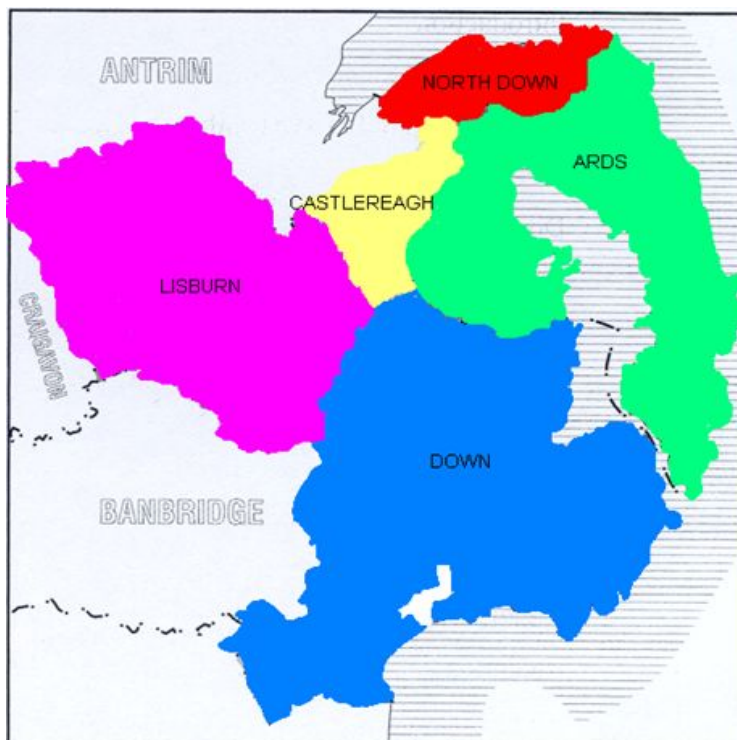 ANTRIM
NORTH DOWN
ARDS
CASTLEREAGH
LISBURN
CRAIGAVON
DOWN
BANBRIDGE